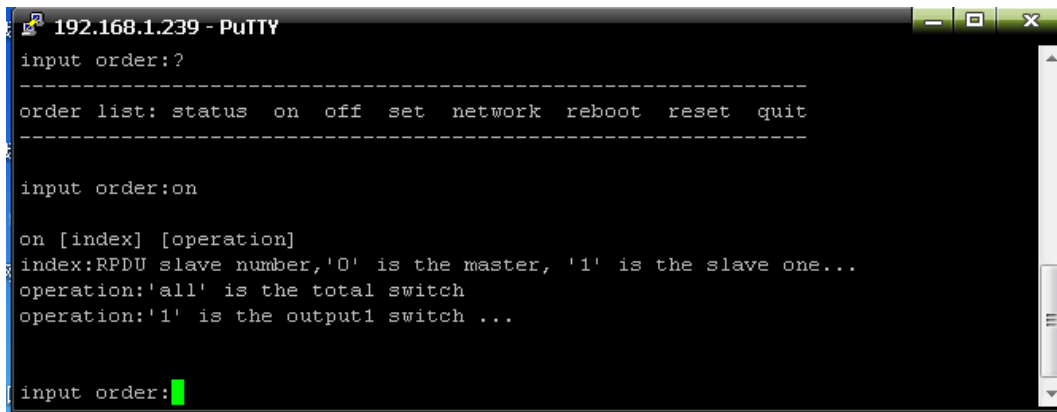 192.168.1.239 - PuTTY
input order:?
--------------------------------------------------------------
order list: status  on  off  set  network  reboot  reset  quit
--------------------------------------------------------------
input order:on
on [index] [operation]
index:RPDU slave number,'0' is the master, '1' is the slave one...
operation:'all' is the total switch
operation:'1' is the output1 switch ...
input order: